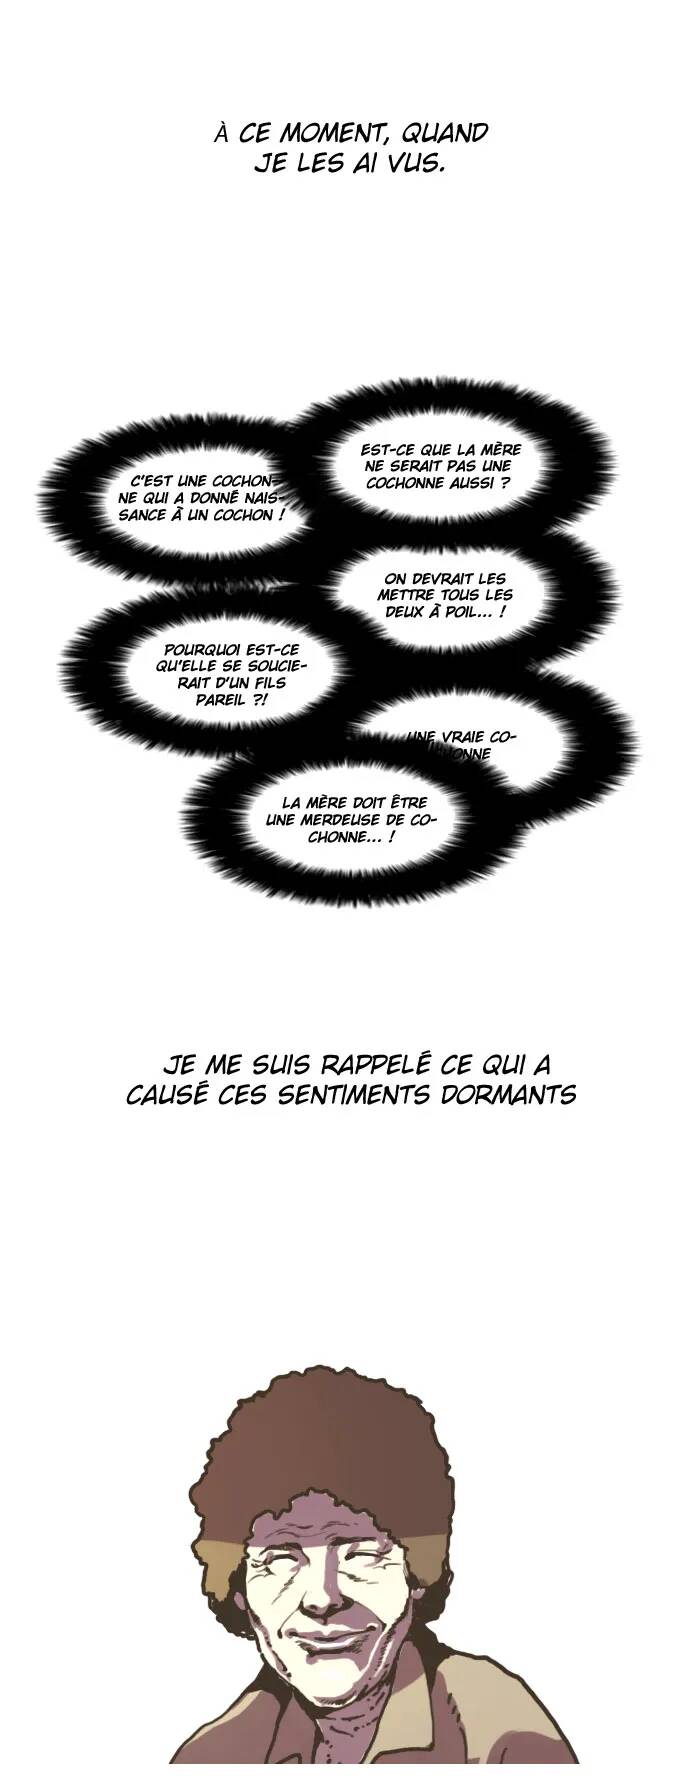 À CE MOMENT, QUAND
JE LES AI VUS.
EST-CE QUE LA MÈRE
NE SERAIT PAS UNE
COCHONNE AUSSI ?
C'EST UNE COCHON-
NE QUI A DONNÉ NAIS-
SANCE À UN COCHON !
ON DEVRAIT LES
METTRE TOUS LES
DEUX À POIL... !
POURQUOI EST-CE
QU'ELLE SE SOUCIE-
RAIT D'UN FILS
PAREIL ?!
UNE VRAIE CO-
HONNE
LA MÈRE DOIT ÊTRE
UNE MERDEUSE DE CO-
CHONNE... !
JE ME SUIS RAPPELÉ CE QUI A
CAUSÉ CES SENTIMENTS DORMANTS